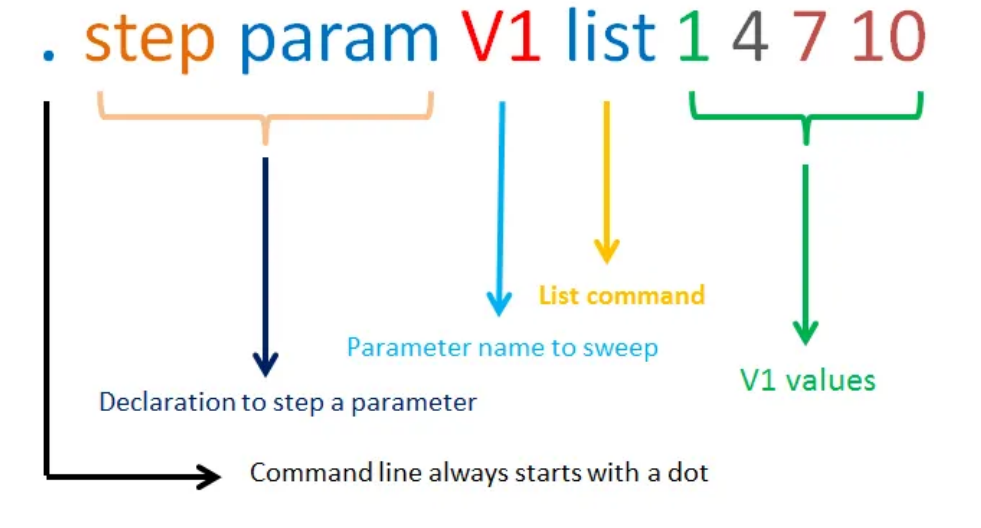 . step param V1 list 1 4 7 10
List command
Parameter name to sweep
V1 values
Declaration to step a parameter
Command line always starts with a dot